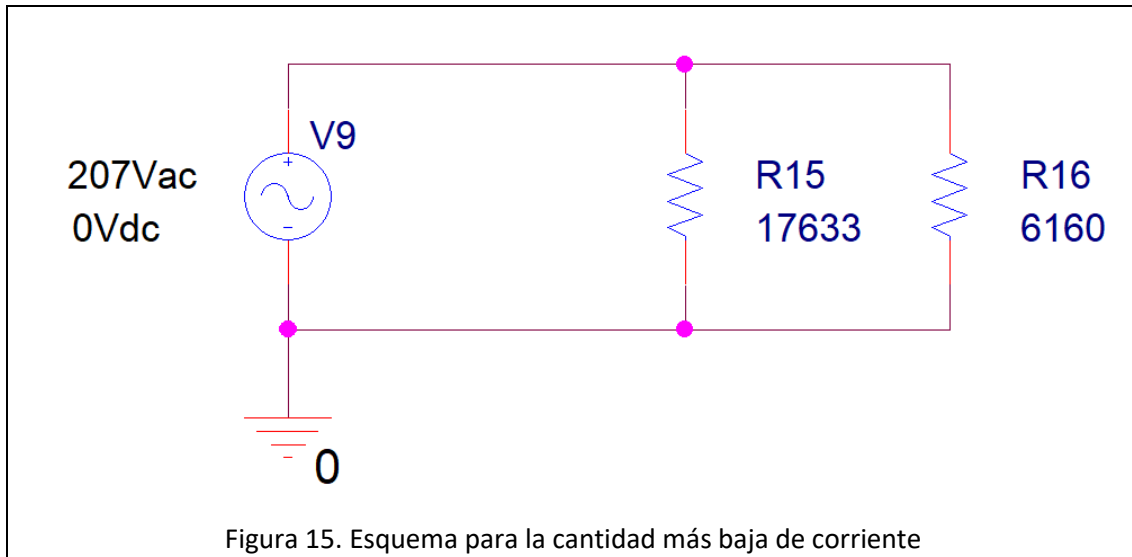 V9
207Vac
0Vdc
+
-
R15
17633
R16
6160
0
Figura 15. Esquema para la cantidad más baja de corriente